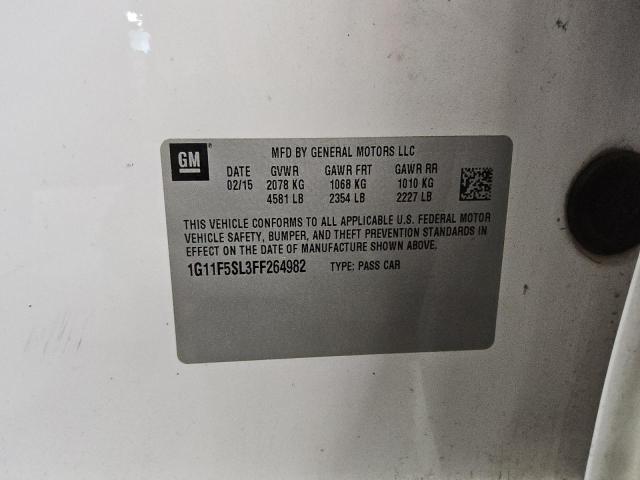 GM
MFD BY GENERAL MOTORS LLC
DATE GVWR GAWR FRT GAWR RR
02/15 2078 KG 1068 KG 1010 KG
4581 LB 2354 LB 2227 LB
THIS VEHICLE CONFORMS TO ALL APPLICABLE U.S. FEDERAL MOTOR
VEHICLE SAFETY, BUMPER, AND THEFT PREVENTION STANDARDS IN
EFFECT ON THE DATE OF MANUFACTURE SHOWN ABOVE.
1G11F5SL3FF264982 TYPE: PASS CAR